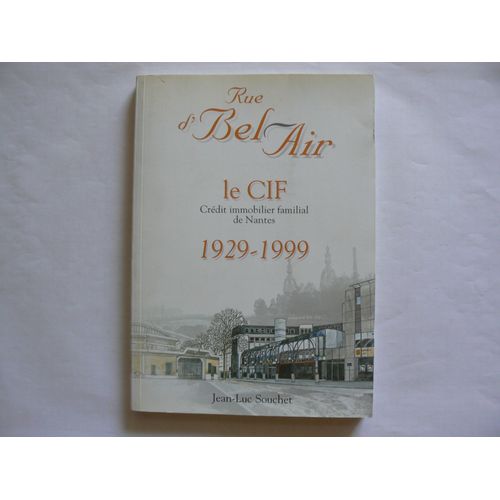 Rue
d'Bel Air
le CIF
Crédit immobilier familial
de Nantes
1929-1999
Jean-Luc Souchet